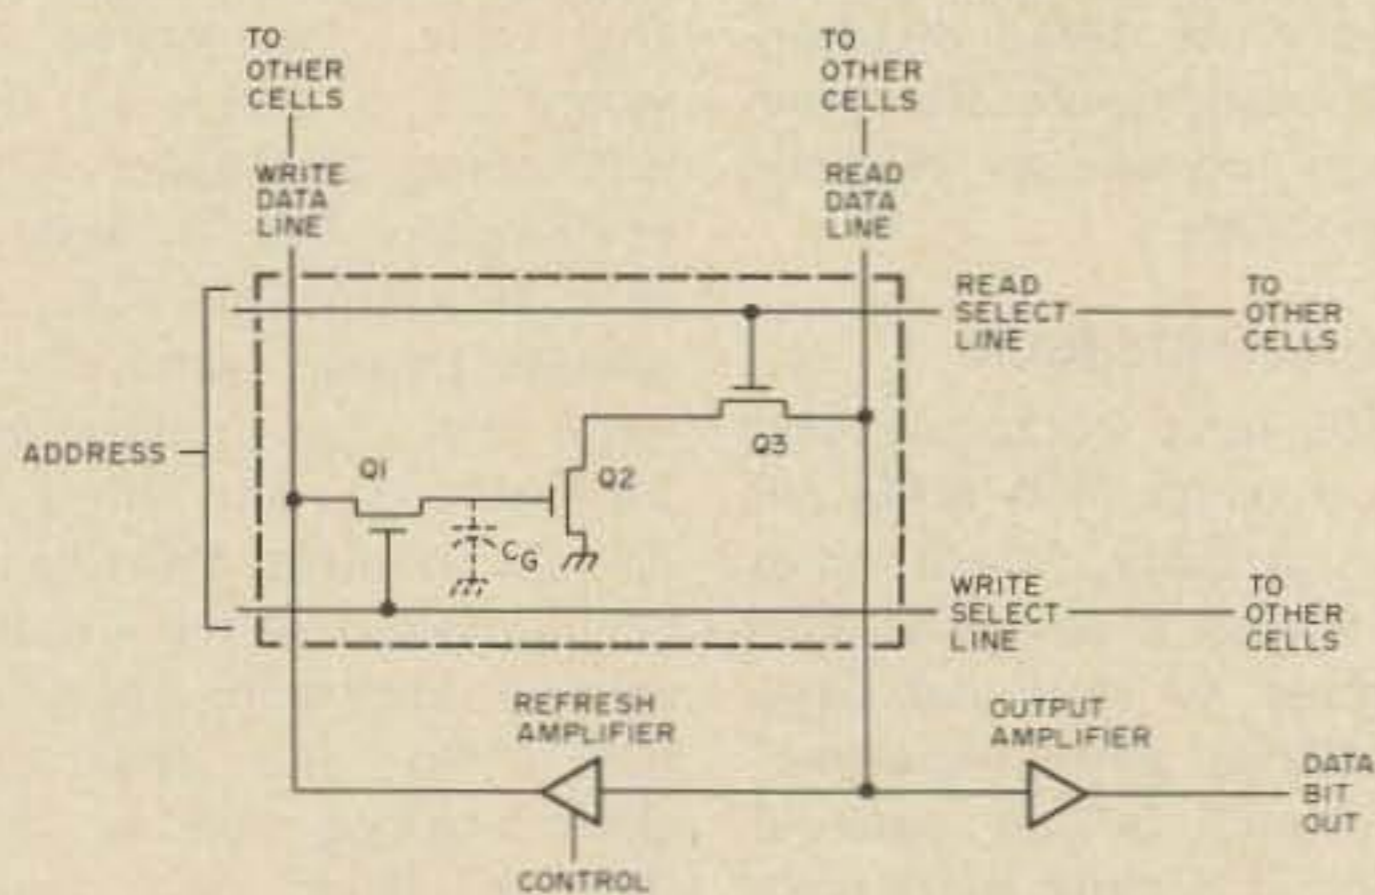 TO
OTHER
CELLS
TO
OTHER
CELLS
WRITE
DATA
LINE
READ
DATA
LINE
READ
SELECT
LINE
TO
OTHER
CELLS
ADDRESS
Q1
Q2
Q3
CG
WRITE
SELECT
LINE
TO
OTHER
CELLS
REFRESH
AMPLIFIER
OUTPUT
AMPLIFIER
DATA
BIT
OUT
CONTROL